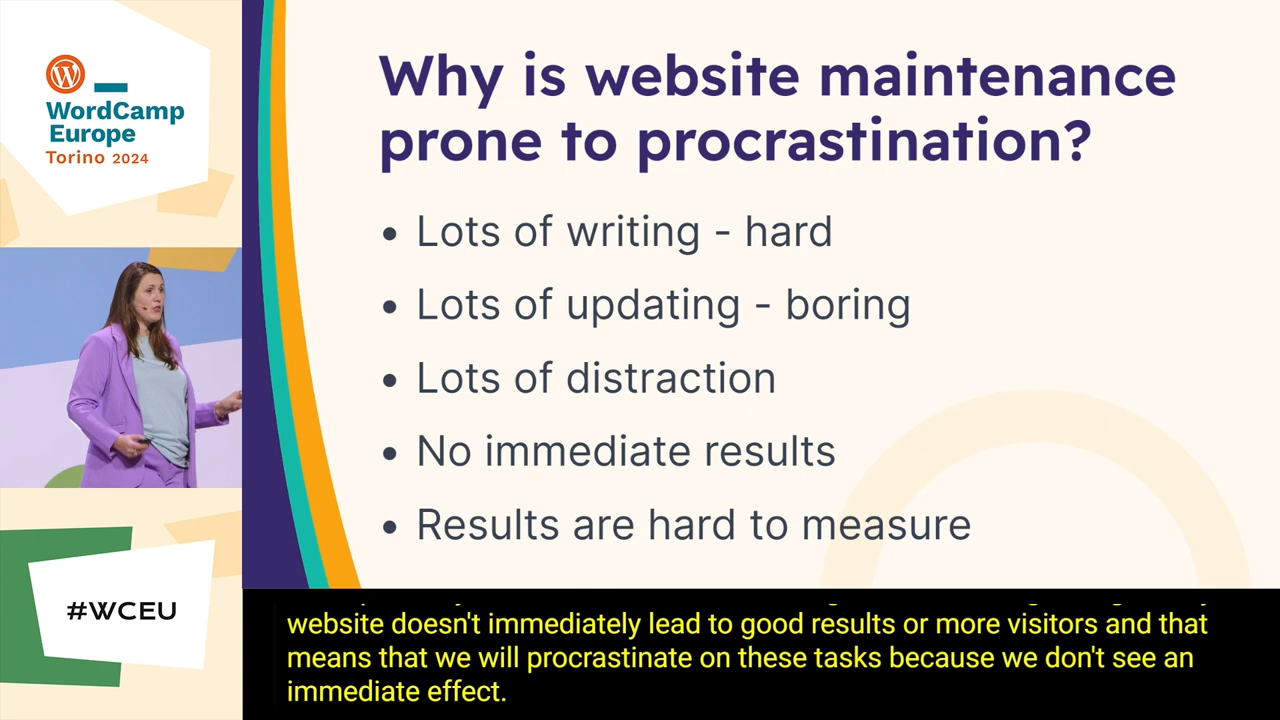 WordCamp
Europe
Torino 2024
#WCEU
Why is website maintenance
prone to procrastination?
• Lots of writing - hard
• Lots of updating - boring
• Lots of distraction
• No immediate results
• Results are hard to measure
website doesn't immediately lead to good results or more visitors and that
means that we will procrastinate on these tasks because we don't see an
immediate effect.